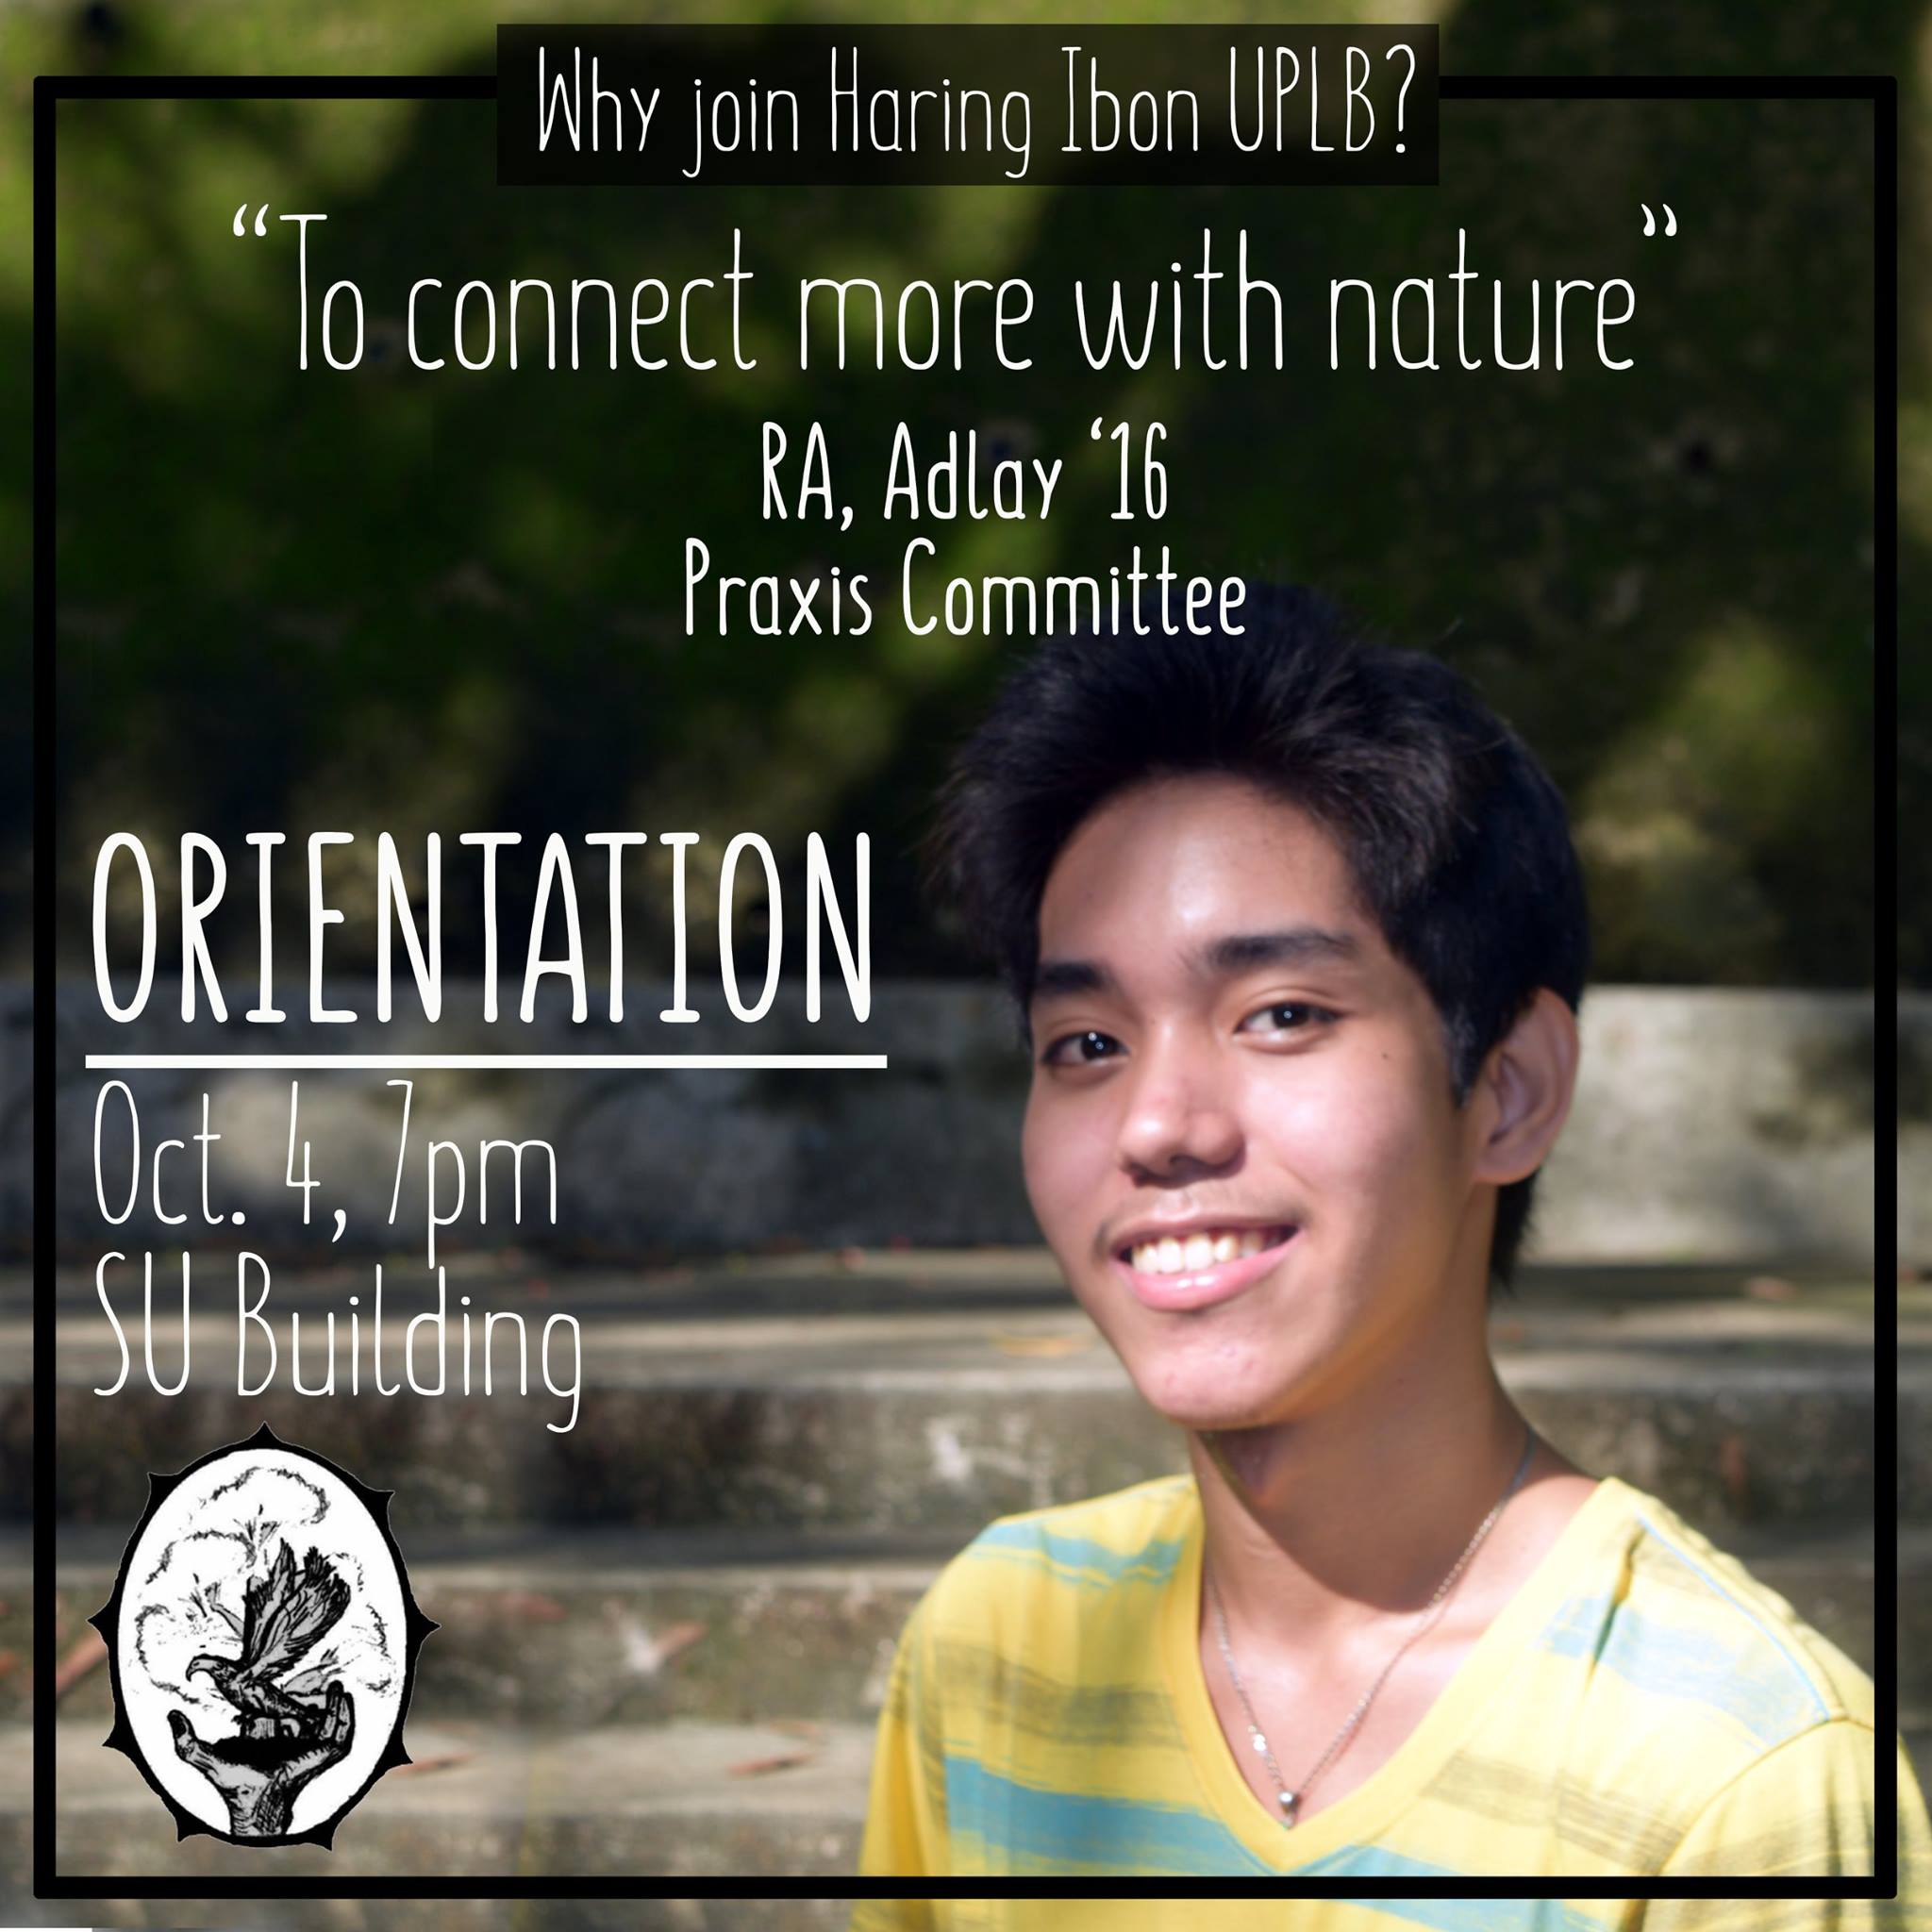 Why join Haring Ibon UPLB?
“To connect more with nature”
RA, Adlay ‘16
Praxis Committee
ORIENTATION
Oct. 4, 7pm
SU Building